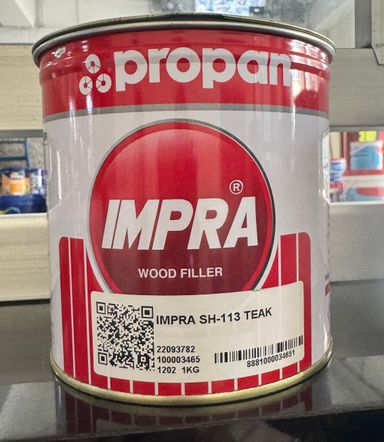 propan
IMPRA®
WOOD FILLER
IMPRA SH-113 TEAK
22093782
100003465
1202 1KG
8881000034651